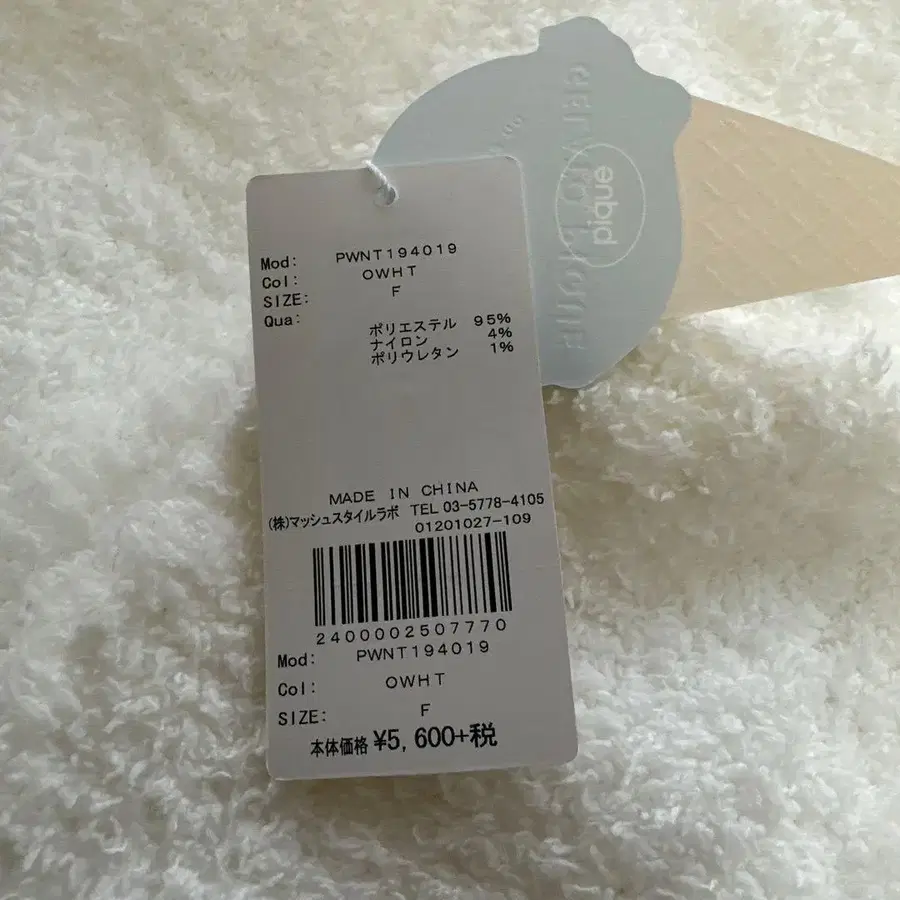 pique
Mod: PWNT194019
Col: OWHT
SIZE: F
Qua:
ポリエステル 95%
ナイロン 4%
ポリウレタン 1%
MADE IN CHINA
(株)マッシュスタイルラボ TEL 03-5778-4105
01201027-109
2400002507770
Mod: PWNT194019
Col: OWHT
SIZE: F
本体価格 ¥5,600+税